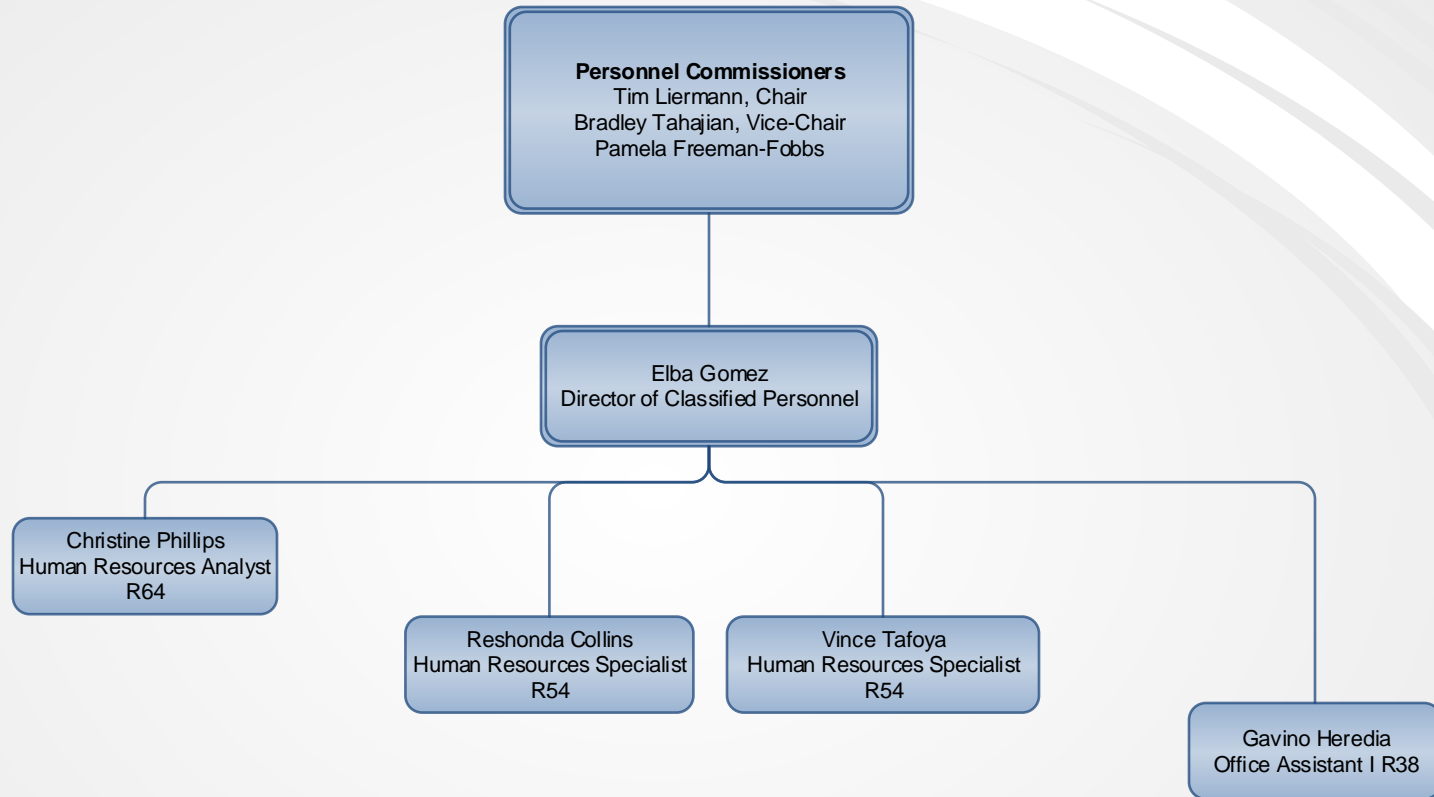 Personnel Commissioners
Tim Liermann, Chair
Bradley Tahajian, Vice-Chair
Pamela Freeman-Fobbs
Elba Gomez
Director of Classified Personnel
Christine Phillips
Human Resources Analyst
R64
Reshonda Collins
Human Resources Specialist
R54
Vince Tafoya
Human Resources Specialist
R54
Gavino Heredia
Office Assistant I R38